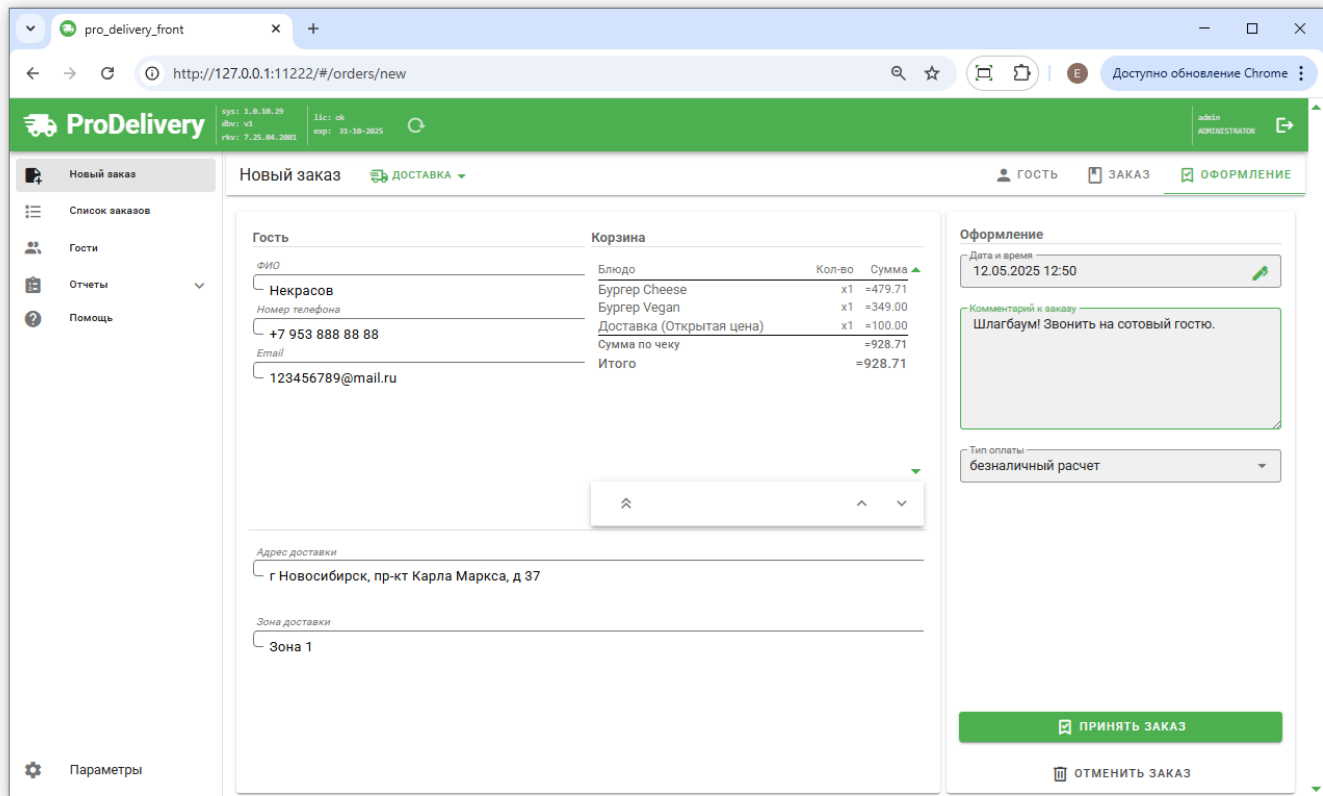 pro_delivery_front
http://127.0.0.1:11222/#/orders/new
E
Доступно обновление Chrome
ProDelivery
sys: 1.0.10.29
dbv: v1
rkv: 7.25.04.2001
lic: ok
exp: 31-10-2025
admin
ADMINISTRATOR
Новый заказ
Список заказов
Гости
Отчеты
Помощь
Параметры
Новый заказ
ДОСТАВКА
ГОСТЬ
ЗАКАЗ
ОФОРМЛЕНИЕ
Гость
ФИО
Некрасов
Номер телефона
+7 953 888 88 88
Email
123456789@mail.ru
Корзина
Блюдо Кол-во Сумма
Бургер Cheese x1 =479.71
Бургер Vegan x1 =349.00
Доставка (Открытая цена) x1 =100.00
Сумма по чеку =928.71
Итого =928.71
Адрес доставки
г Новосибирск, пр-кт Карла Маркса, д 37
Зона доставки
Зона 1
Оформление
Дата и время
12.05.2025 12:50
Комментарий к заказу
Шлагбаум! Звонить на сотовый гостю.
Тип оплаты
безналичный расчет
ПРИНЯТЬ ЗАКАЗ
ОТМЕНИТЬ ЗАКАЗ